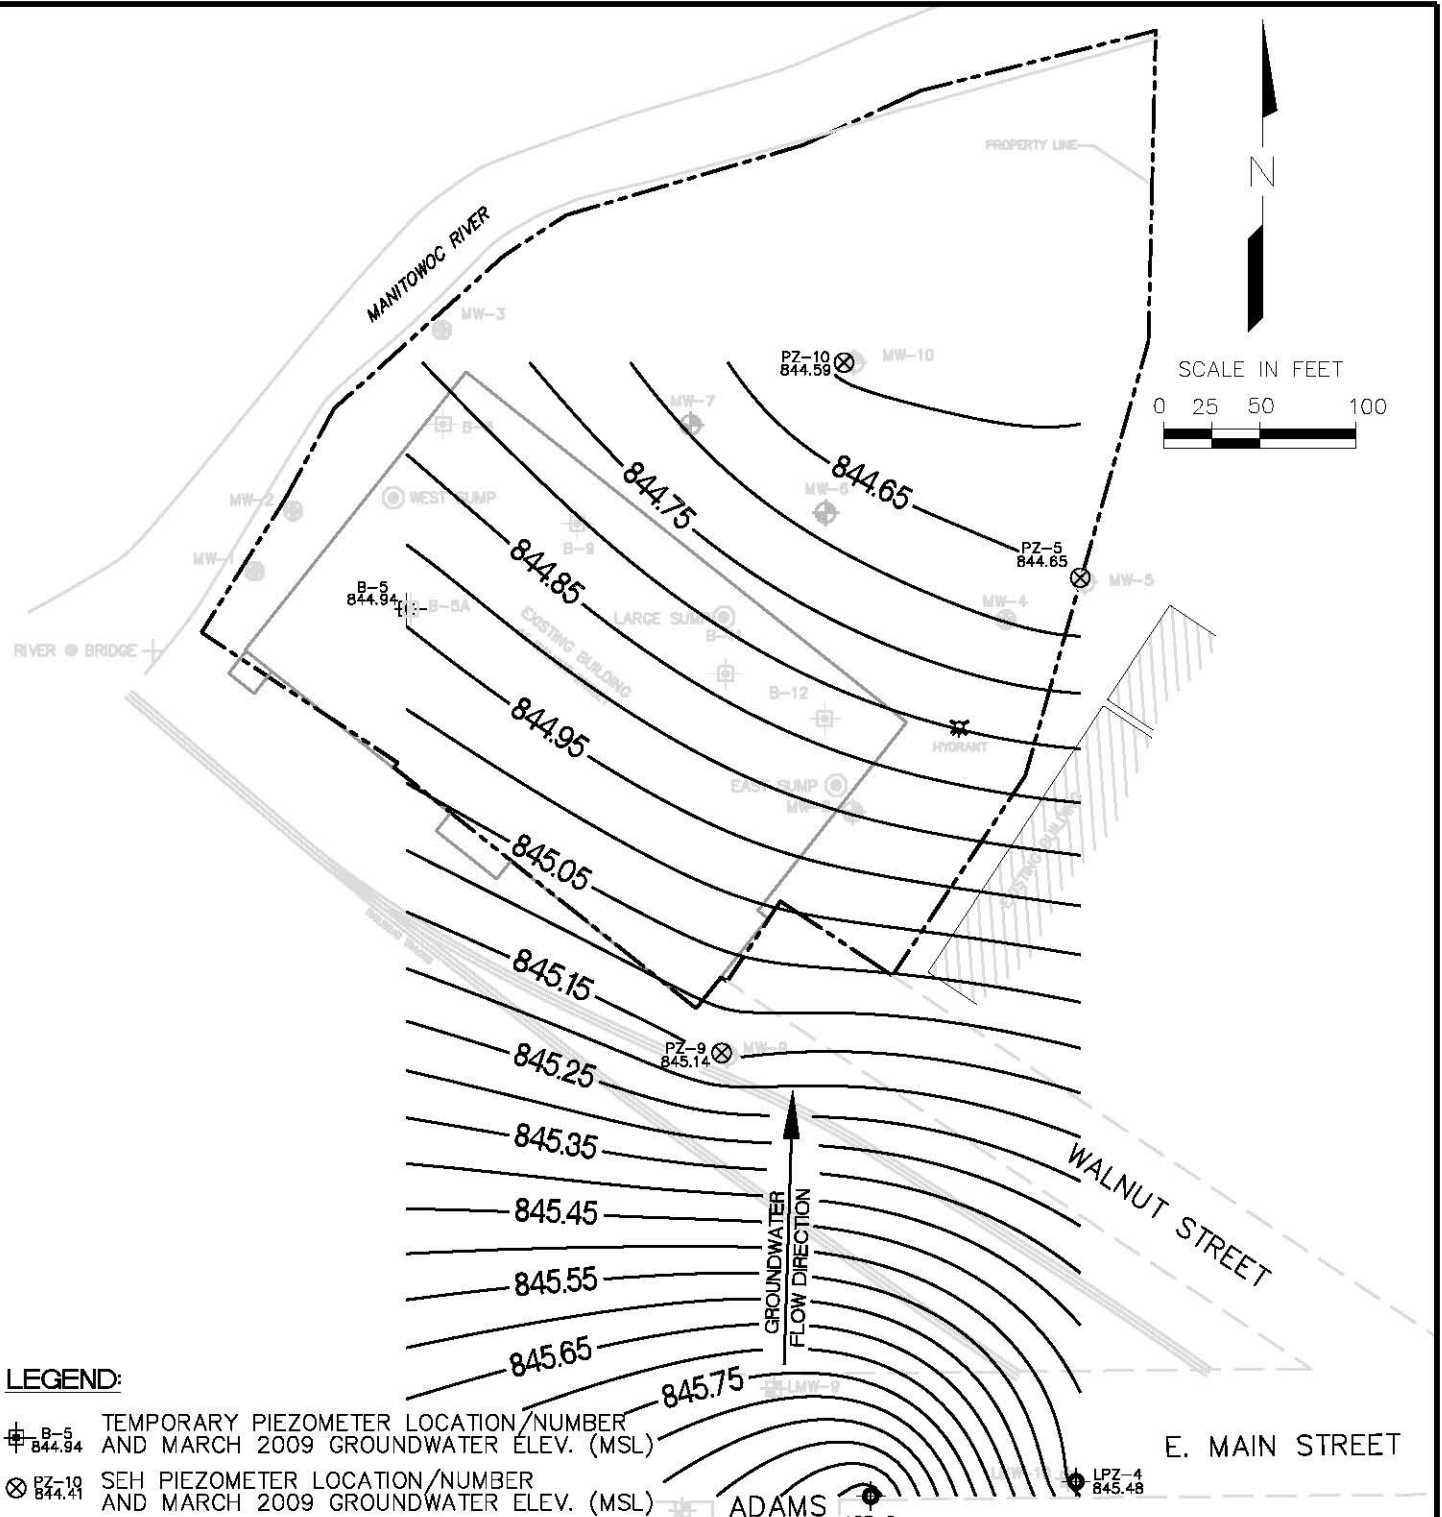 PROPERTY LINE
N
MANITOWOC RIVER
MW-3
SCALE IN FEET
0 25 50 100
PZ-10
844.59
MW-10
MW-7
844.65
MW-6
844.75
WEST SUMP
MW-2
B-9
PZ-5
844.65
MW-5
844.85
MW-1
B-5
844.94
B-5A
MW-4
LARGE SUMP
EXISTING BUILDING
RIVER @ BRIDGE
B-12
844.95
HYDRANT
EAST SUMP
EXISTING BUILDING
845.05
845.15
PZ-9
845.14
845.25
845.35
WALNUT STREET
845.45
GROUNDWATER
FLOW DIRECTION
845.55
845.65
845.75
LMW-9
LEGEND:
B-5
844.94
TEMPORARY PIEZOMETER LOCATION/NUMBER
AND MARCH 2009 GROUNDWATER ELEV. (MSL)
E. MAIN STREET
PZ-10
844.41
SEH PIEZOMETER LOCATION/NUMBER
AND MARCH 2009 GROUNDWATER ELEV. (MSL)
LPZ-4
845.48
ADAMS